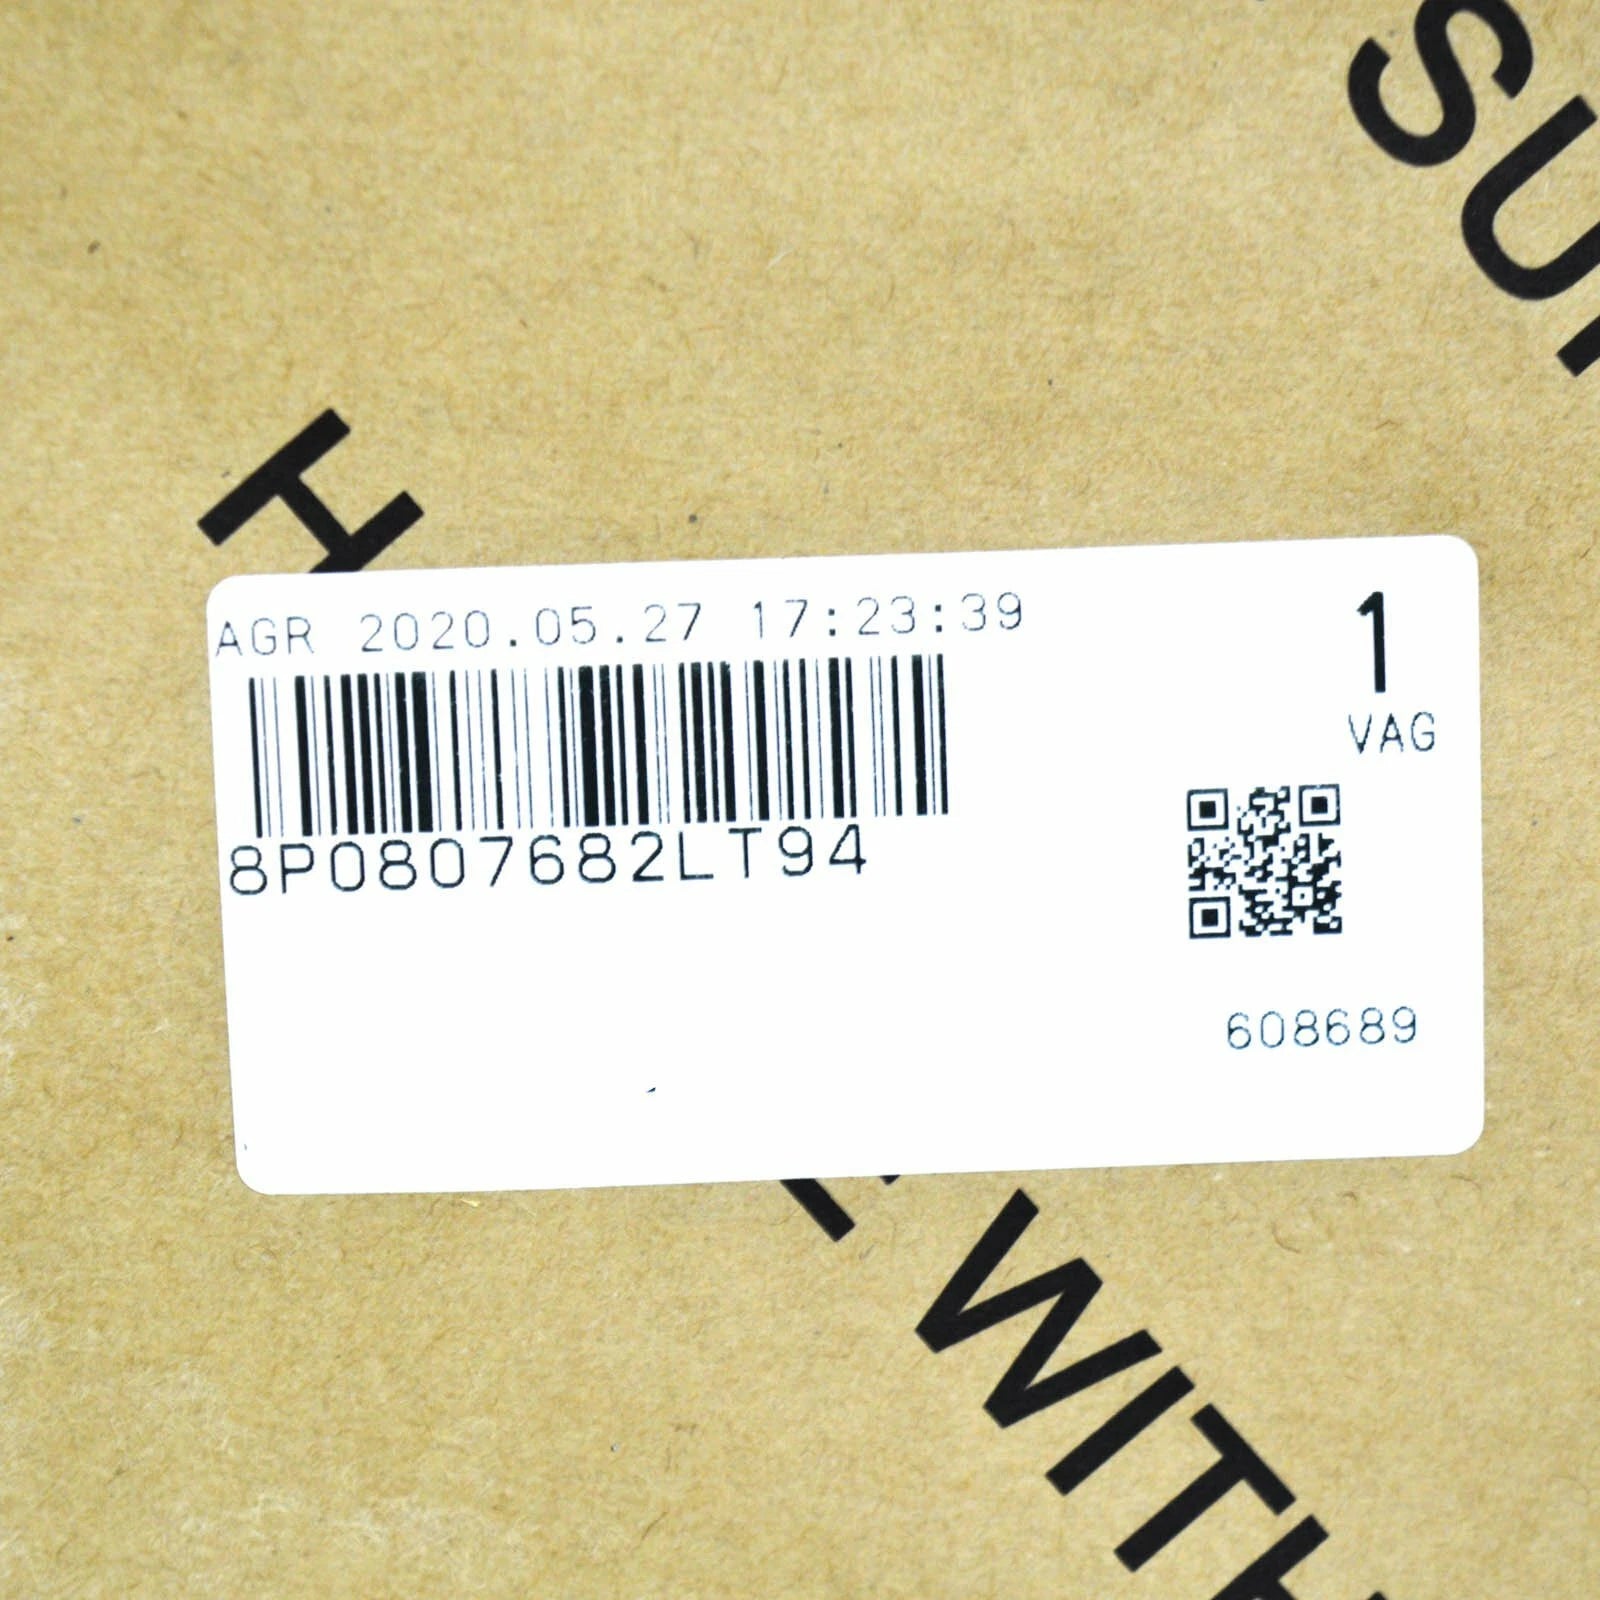 SU
H
AGR 2020.05.27 17:23:39
1
VAG
8P0807682LT94
608689
WITH